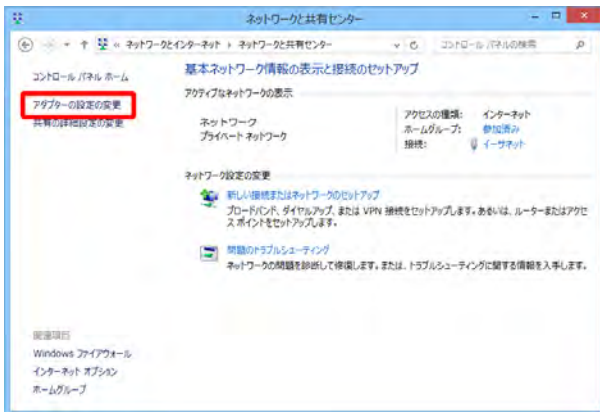 ネットワークと共有センター
« ネットワークとインターネット › ネットワークと共有センター
コントロール パネルの検索
コントロール パネル ホーム
アダプターの設定の変更
共有の詳細設定の変更
基本ネットワーク情報の表示と接続のセットアップ
アクティブなネットワークの表示
ネットワーク
プライベート ネットワーク
アクセスの種類: インターネット
ホームグループ: 参加済み
接続: イーサネット
ネットワーク設定の変更
新しい接続またはネットワークのセットアップ
ブロードバンド、ダイヤルアップ、または VPN 接続をセットアップします。あるいは、ルーターまたはアクセ
ス ポイントをセットアップします。
問題のトラブルシューティング
ネットワークの問題を診断して修復します。または、トラブルシューティングに関する情報を入手します。
関連項目
Windows ファイアウォール
インターネット オプション
ホームグループ